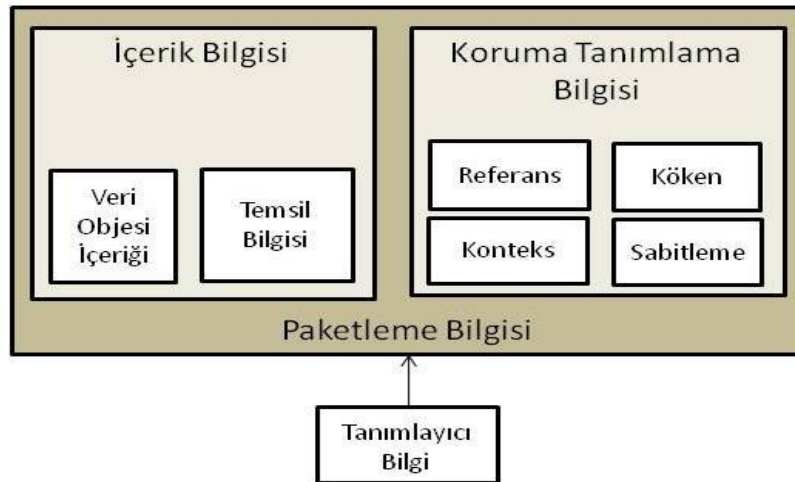 İçerik Bilgisi
Veri
Objesi
İçeriği
Temsil
Bilgisi
Koruma Tanımlama
Bilgisi
Referans
Köken
Konteks
Sabitleme
Paketleme Bilgisi
Tanımlayıcı
Bilgi